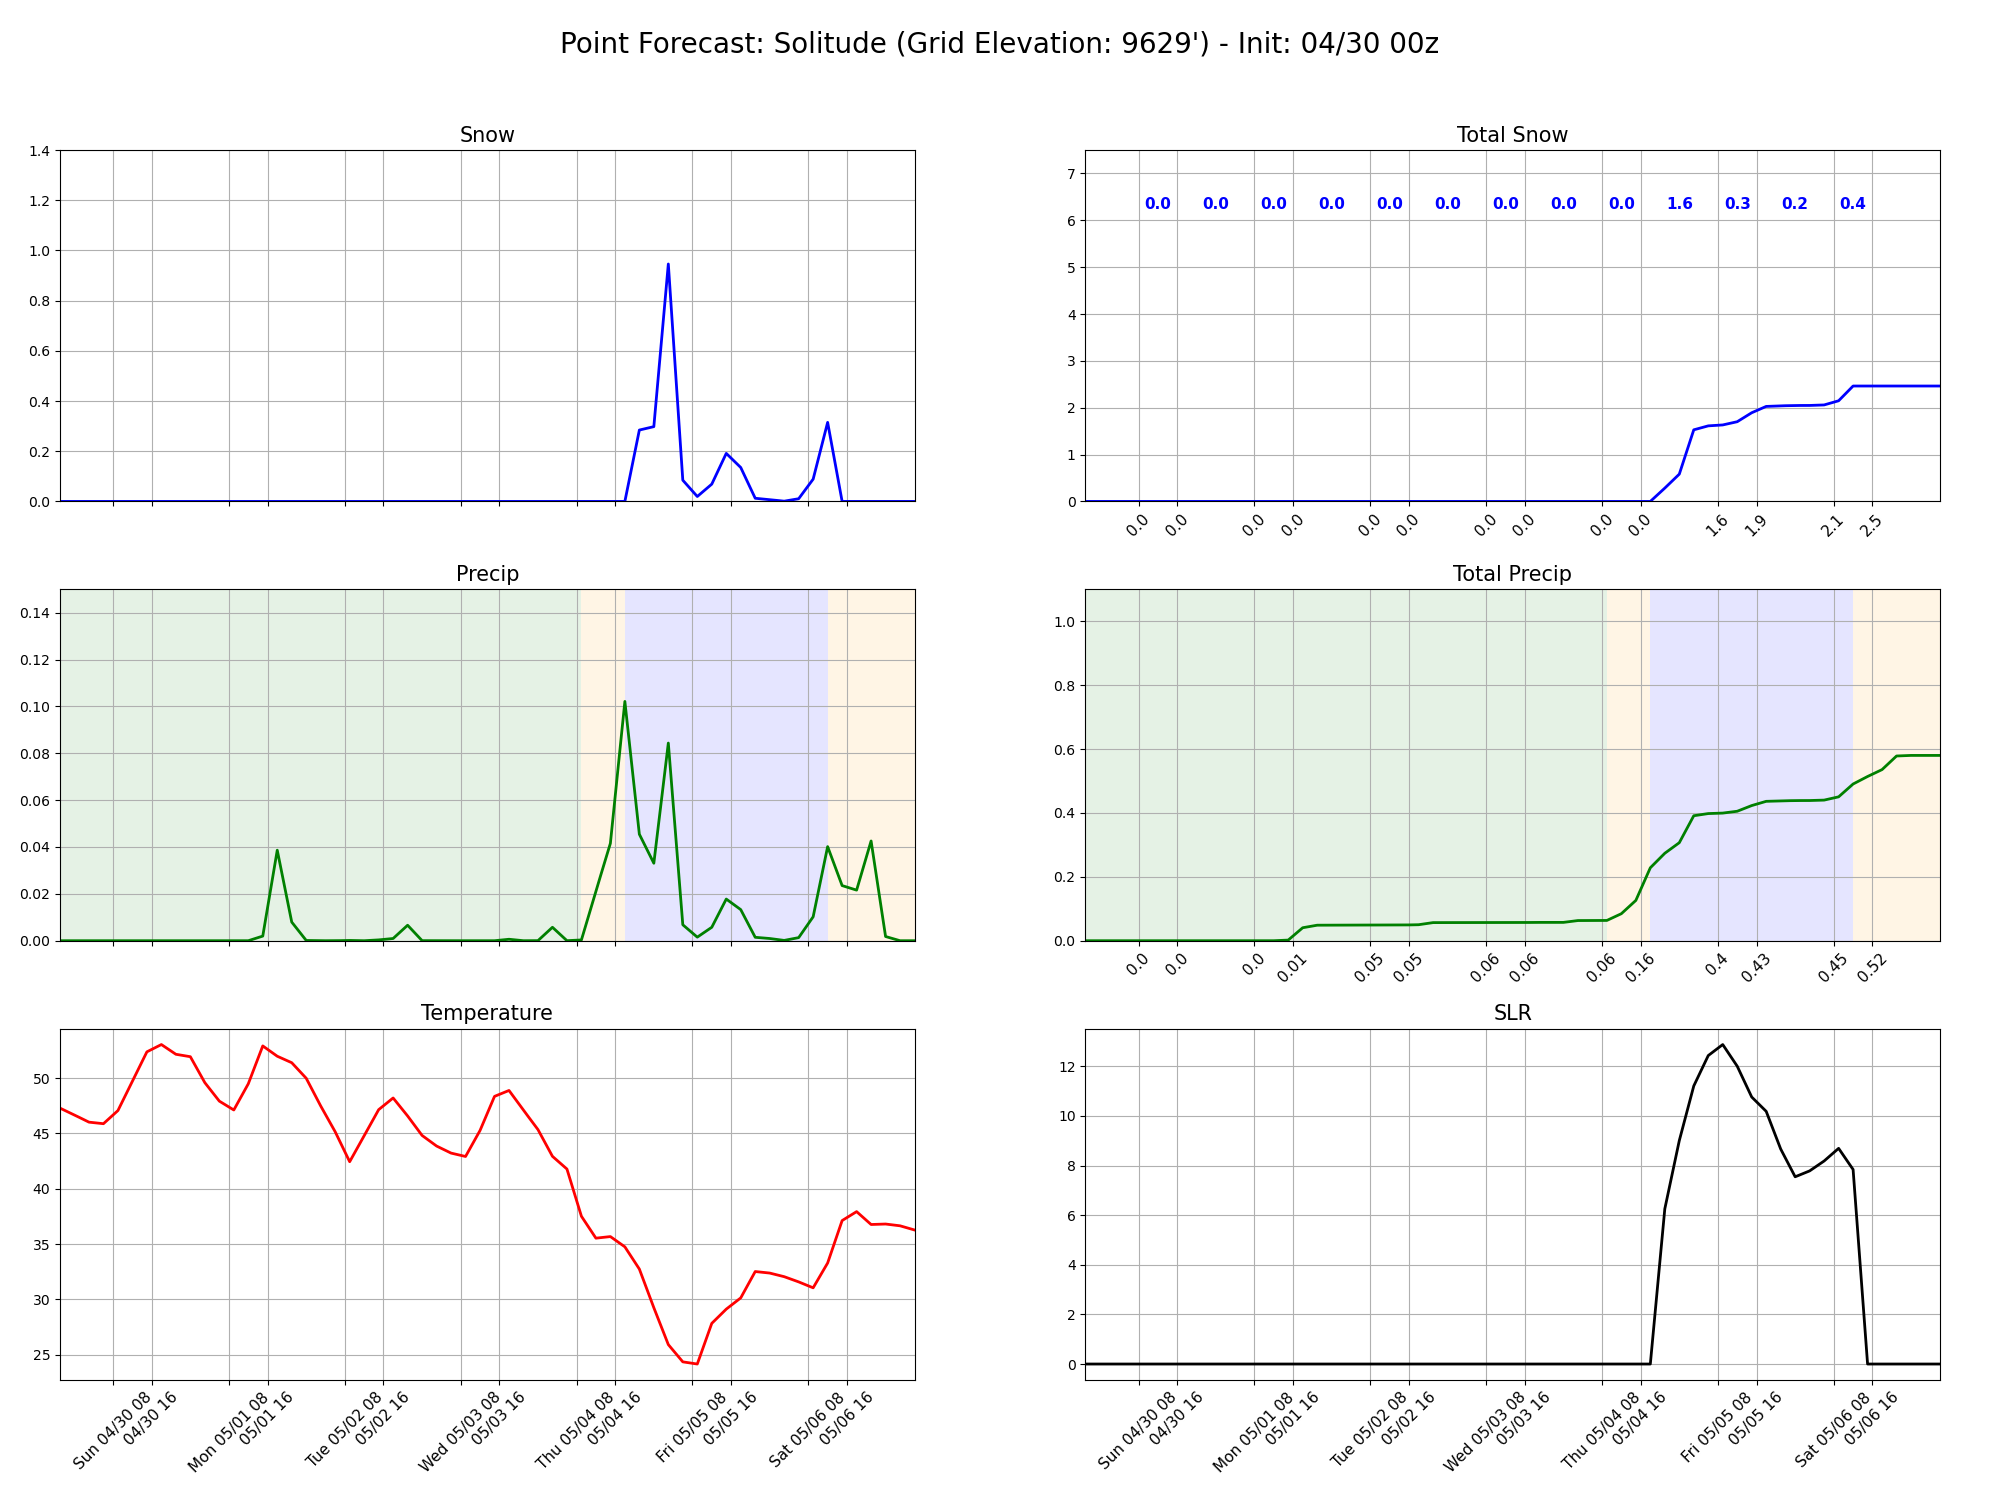 Point Forecast: Solitude (Grid Elevation: 9629') - Init: 04/30 00z
Snow
1.4
1.2
1.0
0.8
0.6
0.4
0.2
0.0
Total Snow
7
6
5
4
3
2
1
0
0.0 0.0 0.0 0.0 0.0 0.0 0.0 0.0 0.0 1.6 0.3 0.2 0.4
0.0 0.0 0.0 0.0 0.0 0.0 0.0 0.0 0.0 0.0 1.6 1.9 2.1 2.5
Precip
0.14
0.12
0.10
0.08
0.06
0.04
0.02
0.00
Total Precip
1.0
0.8
0.6
0.4
0.2
0.0
0.0 0.0 0.0 0.01 0.05 0.05 0.06 0.06 0.06 0.16 0.4 0.43 0.45 0.52
Temperature
50
45
40
35
30
25
Sun 04/30 08
04/30 16
Mon 05/01 08
05/01 16
Tue 05/02 08
05/02 16
Wed 05/03 08
05/03 16
Thu 05/04 08
05/04 16
Fri 05/05 08
05/05 16
Sat 05/06 08
05/06 16
SLR
12
10
8
6
4
2
0
Sun 04/30 08
04/30 16
Mon 05/01 08
05/01 16
Tue 05/02 08
05/02 16
Wed 05/03 08
05/03 16
Thu 05/04 08
05/04 16
Fri 05/05 08
05/05 16
Sat 05/06 08
05/06 16